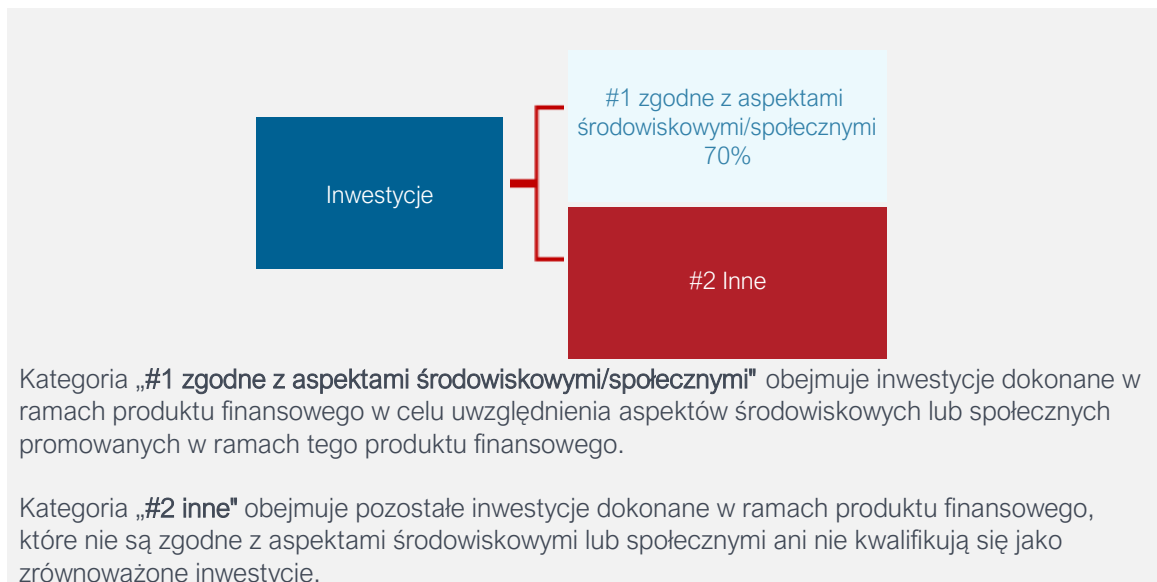 #1 zgodne z aspektami
środowiskowymi/społecznymi
70%
Inwestycje
#2 Inne
Kategoria „#1 zgodne z aspektami środowiskowymi/społecznymi" obejmuje inwestycje dokonane w
ramach produktu finansowego w celu uwzględnienia aspektów środowiskowych lub społecznych
promowanych w ramach tego produktu finansowego.
Kategoria „#2 inne" obejmuje pozostałe inwestycje dokonane w ramach produktu finansowego,
które nie są zgodne z aspektami środowiskowymi lub społecznymi ani nie kwalifikują się jako
zrównoważone inwestycje.